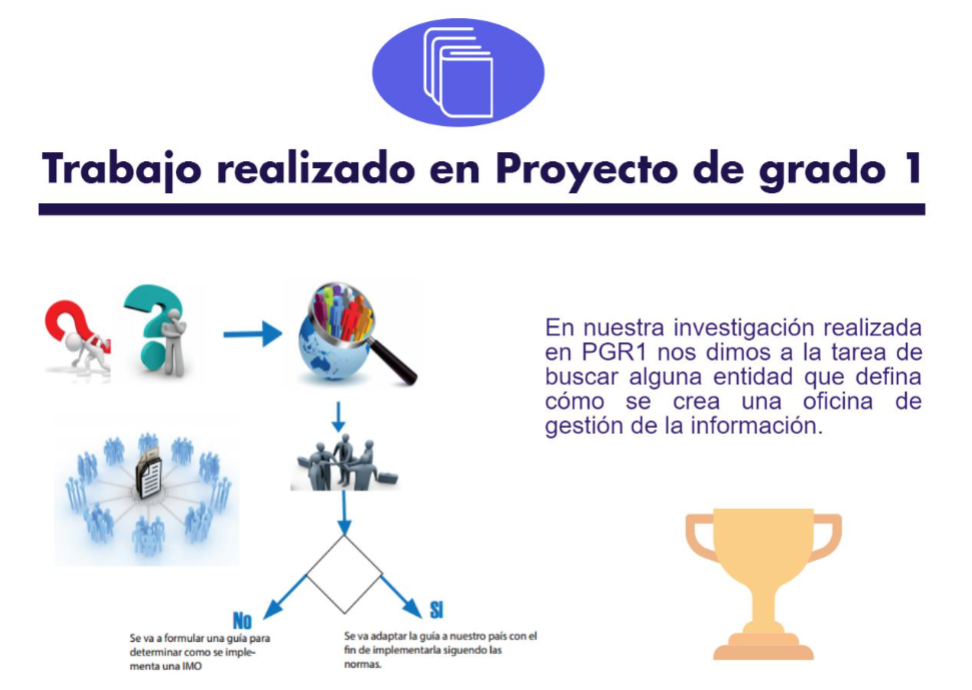 Trabajo realizado en Proyecto de grado 1
En nuestra investigación realizada
en PGR1 nos dimos a la tarea de
buscar alguna entidad que defina
cómo se crea una oficina de
gestión de la información.
No
Se va a formular una guía para
determinar como se imple-
menta una IMO
SI
Se va adaptar la guía a nuestro país con el
fin de implementarla siguendo las
normas.